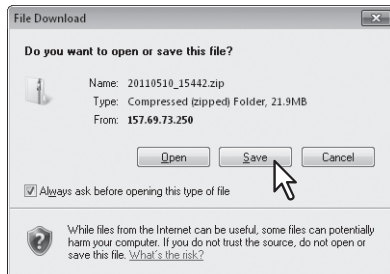 File Download
Do you want to open or save this file?
Name: 20110510_15442.zip
Type: Compressed (zipped) Folder, 21.9MB
From: 157.69.73.250
Open Save Cancel
Always ask before opening this type of file
While files from the Internet can be useful, some files can potentially
harm your computer. If you do not trust the source, do not open or
save this file. What's the risk?